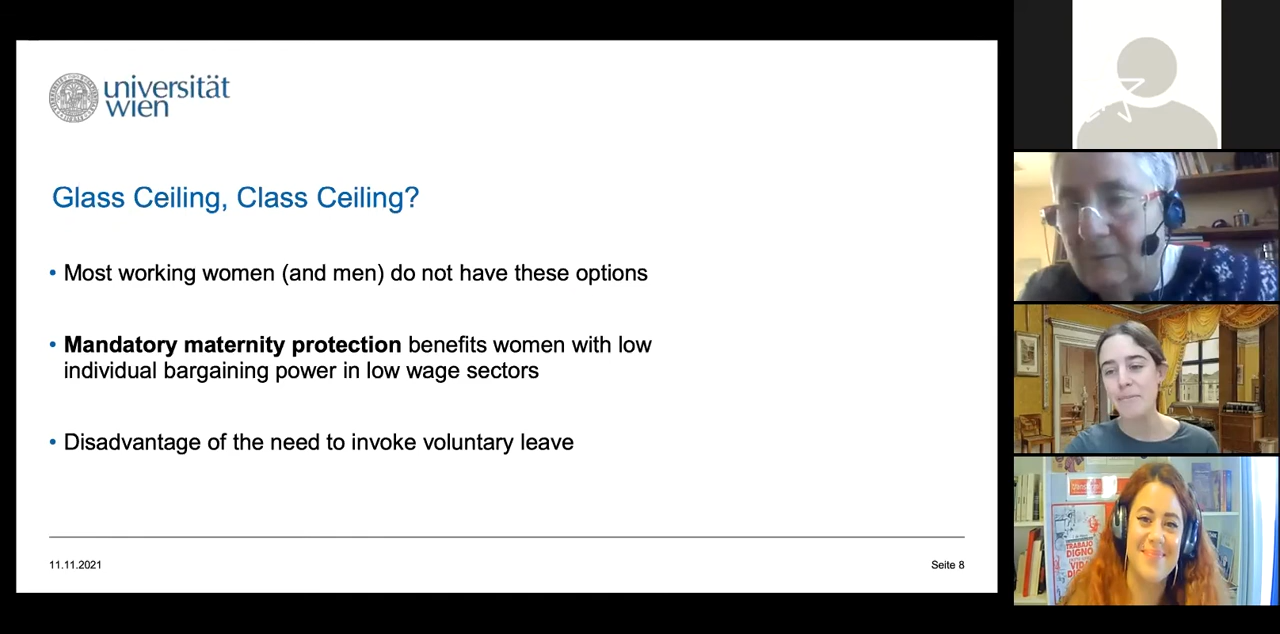 universität
wien
Glass Ceiling, Class Ceiling?
• Most working women (and men) do not have these options
• Mandatory maternity protection benefits women with low
individual bargaining power in low wage sectors
• Disadvantage of the need to invoke voluntary leave
11.11.2021
Seite 8
TRABAJO
DIGNO